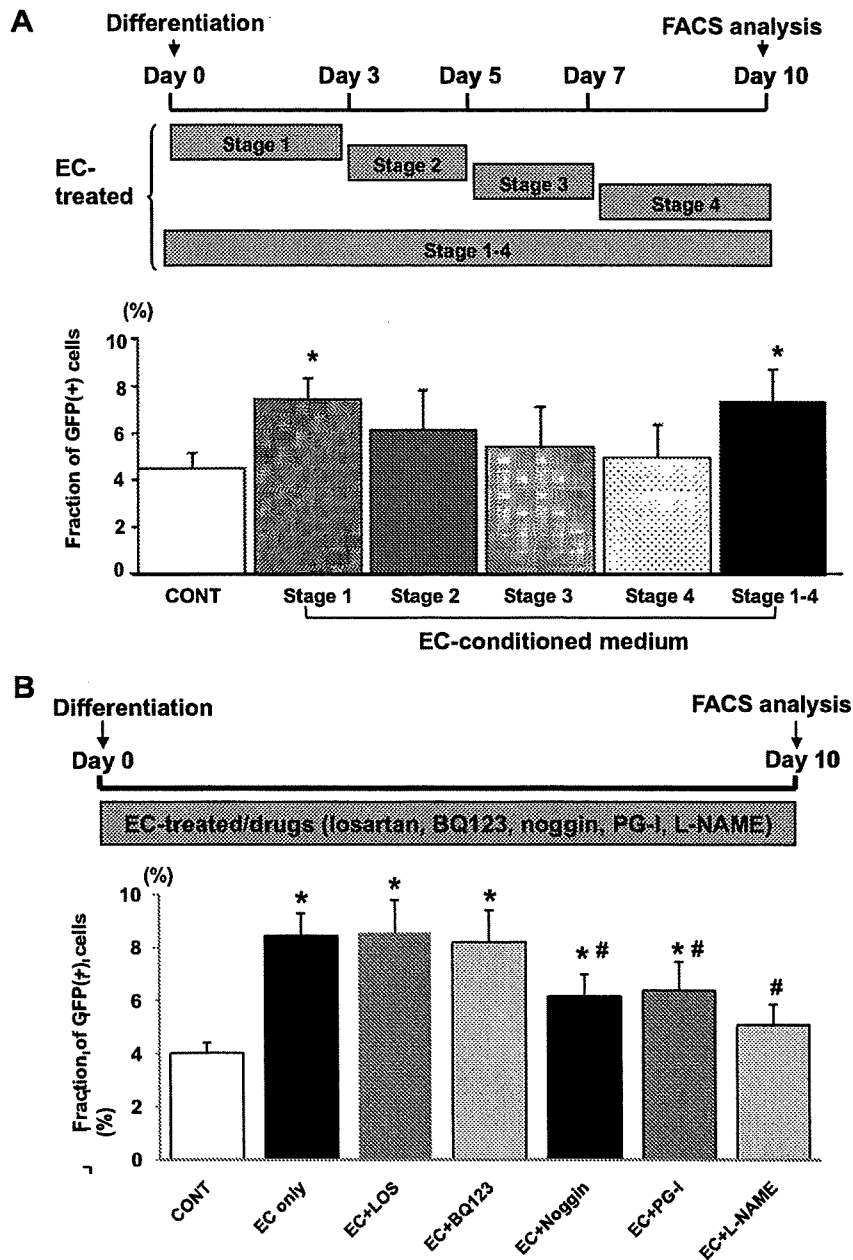 A
Differentiation
FACS analysis
Day 0 Day 3 Day 5 Day 7 Day 10
EC-
treated
Stage 1
Stage 2
Stage 3
Stage 4
Stage 1-4
(%)
Fraction of GFP(+) cells
10
8
6
4
2
0
*
*
CONT Stage 1 Stage 2 Stage 3 Stage 4 Stage 1-4
EC-conditioned medium
B
Differentiation
FACS analysis
Day 0 Day 10
EC-treated/drugs (losartan, BQ123, noggin, PG-I, L-NAME)
(%)
Fraction of GFP(+) cells
(%)
10
8
6
4
2
0
* * * * # * # #
CONT EC only EC+LOS EC+BQ123 EC+Noggin EC+PG-I EC+L-NAME